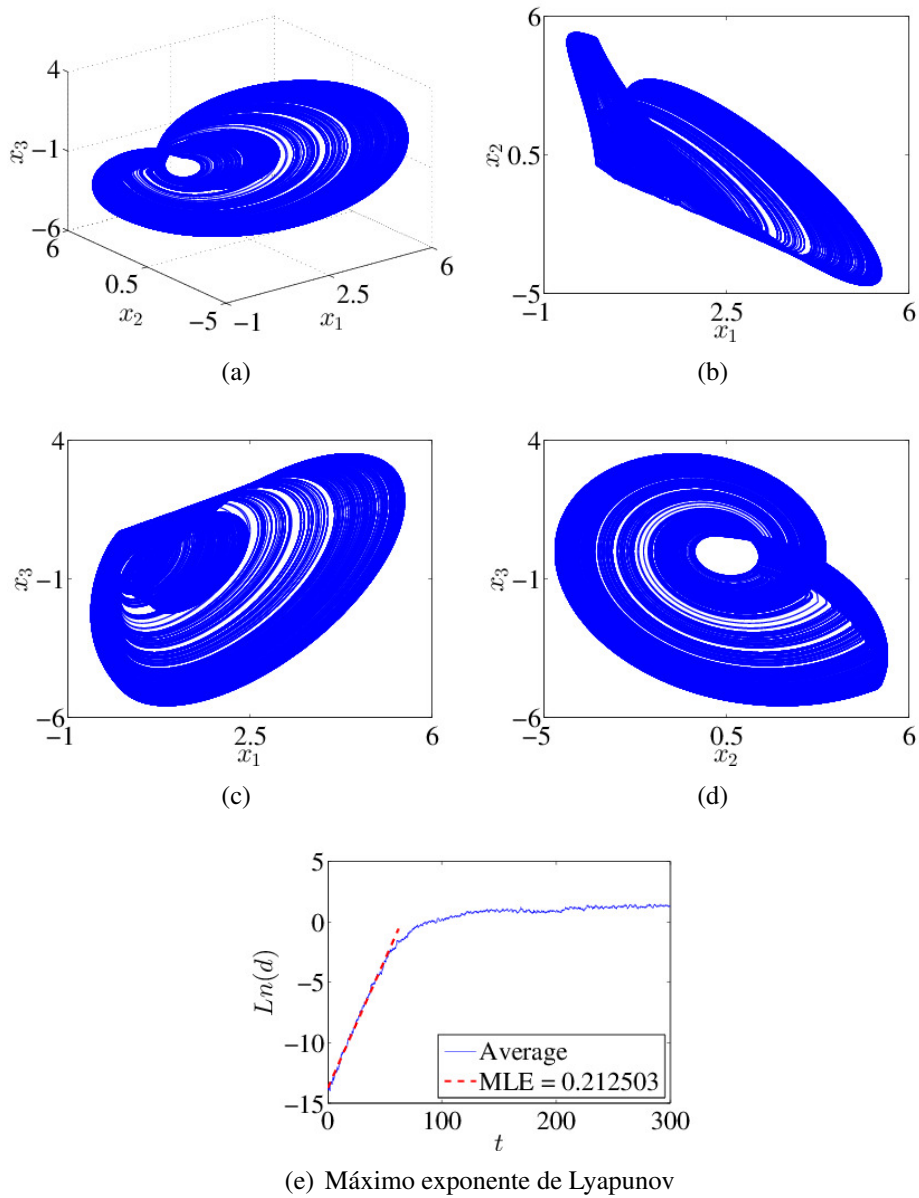 4
−1
−6
x3
6
0.5
−5
x2
−1
2.5
6
x1
(a)
6
0.5
−5
x2
−1
2.5
6
x1
(b)
4
−1
−6
x3
−1
2.5
6
x1
(c)
4
−1
−6
x3
−5
0.5
6
x2
(d)
5
0
−5
−10
−15
Ln(d)
Average
MLE = 0.212503
0
100
200
300
t
(e) Máximo exponente de Lyapunov